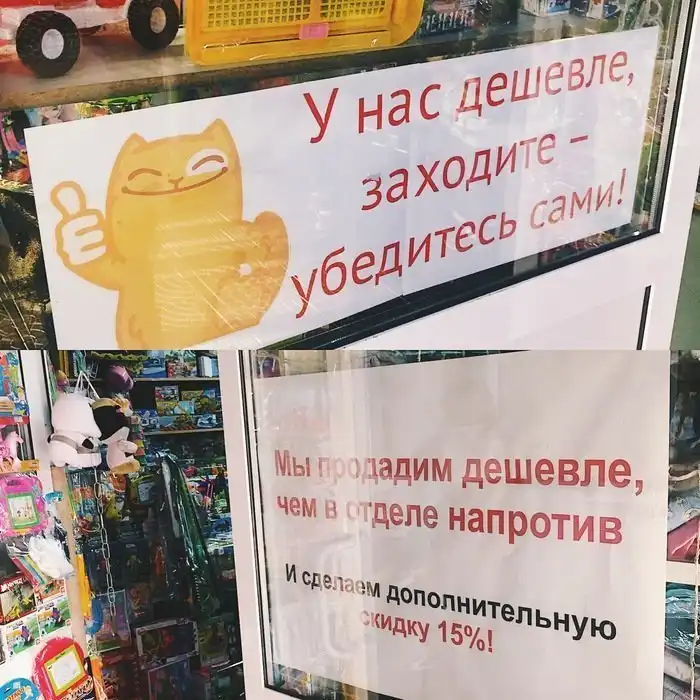 У нас дешевле,
заходите –
убедитесь сами!
Мы продадим дешевле,
чем в отделе напротив
И сделаем дополнительную
скидку 15%!